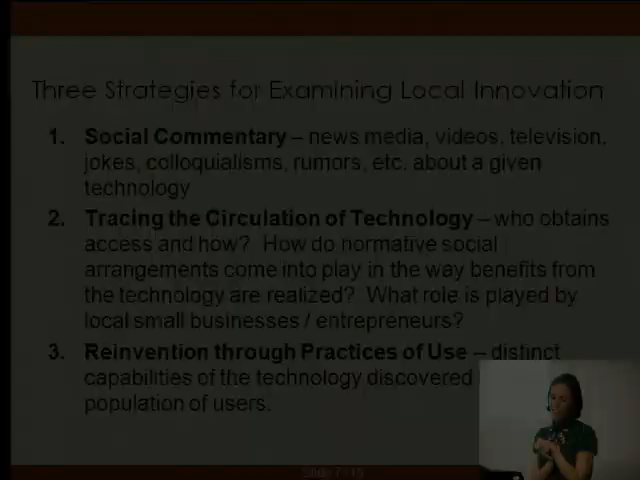 Three Strategies for Examining Local Innovation
1. Social Commentary – news media, videos, television,
jokes, colloquialisms, rumors, etc. about a given
technology
2. Tracing the Circulation of Technology – who obtains
access and how? How do normative social
arrangements come into play in the way benefits from
the technology are realized? What role is played by
local small businesses / entrepreneurs?
3. Reinvention through Practices of Use – distinct
capabilities of the technology discovered
population of users.